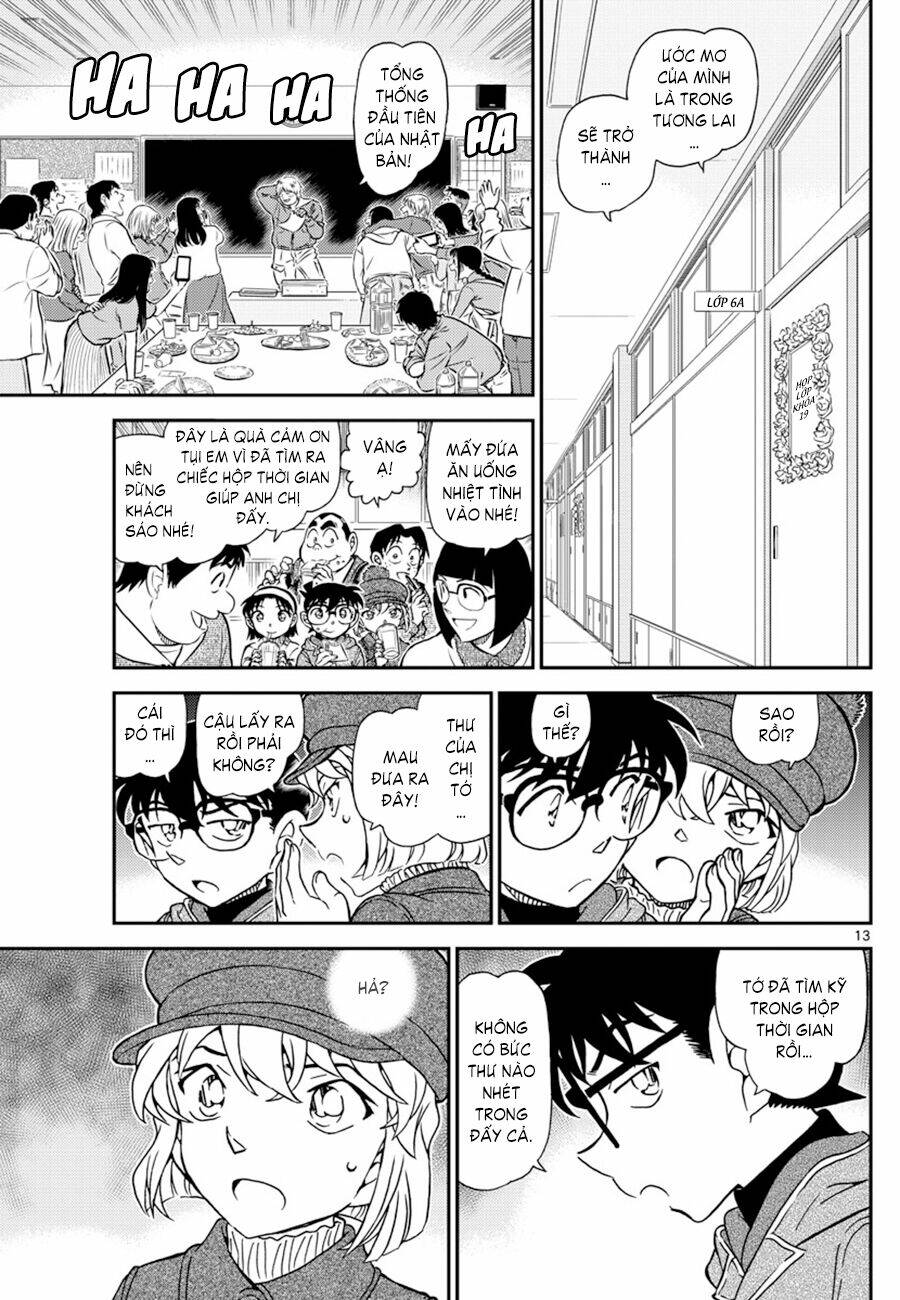 ƯỚC MƠ
CỦA MÌNH
LÀ TRONG
TƯƠNG LAI
...
SẼ TRỞ
THÀNH
...
LỚP 6A
HỌP
LỚP
KHÓA
19
TỔNG
THỐNG
ĐẦU TIÊN
CỦA NHẬT
BẢN!
HA HA HA HA
MẤY ĐỨA
ĂN UỐNG
NHIỆT TÌNH
VÀO NHÉ!
VÂNG
Ạ!
ĐÂY LÀ QUÀ CẢM ƠN
TỤI EM VÌ ĐÃ TÌM RA
CHIẾC HỘP THỜI GIAN
GIÚP ANH CHỊ
ĐẤY.
NÊN
ĐỪNG
KHÁCH
SÁO NHÉ!
SAO
RỒI?
GÌ
THẾ?
THƯ
CỦA CHỊ
TỚ
...
MAU
ĐƯA RA
ĐÂY!
CẬU LẤY RA
RỒI PHẢI
KHÔNG?
CÁI
ĐÓ THÌ
...
13
TỚ ĐÃ TÌM KỸ
TRONG HỘP
THỜI GIAN
RỒI...
KHÔNG
CÓ BỨC
THƯ NÀO
NHÉT
TRONG
ĐẤY CẢ.
HẢ?